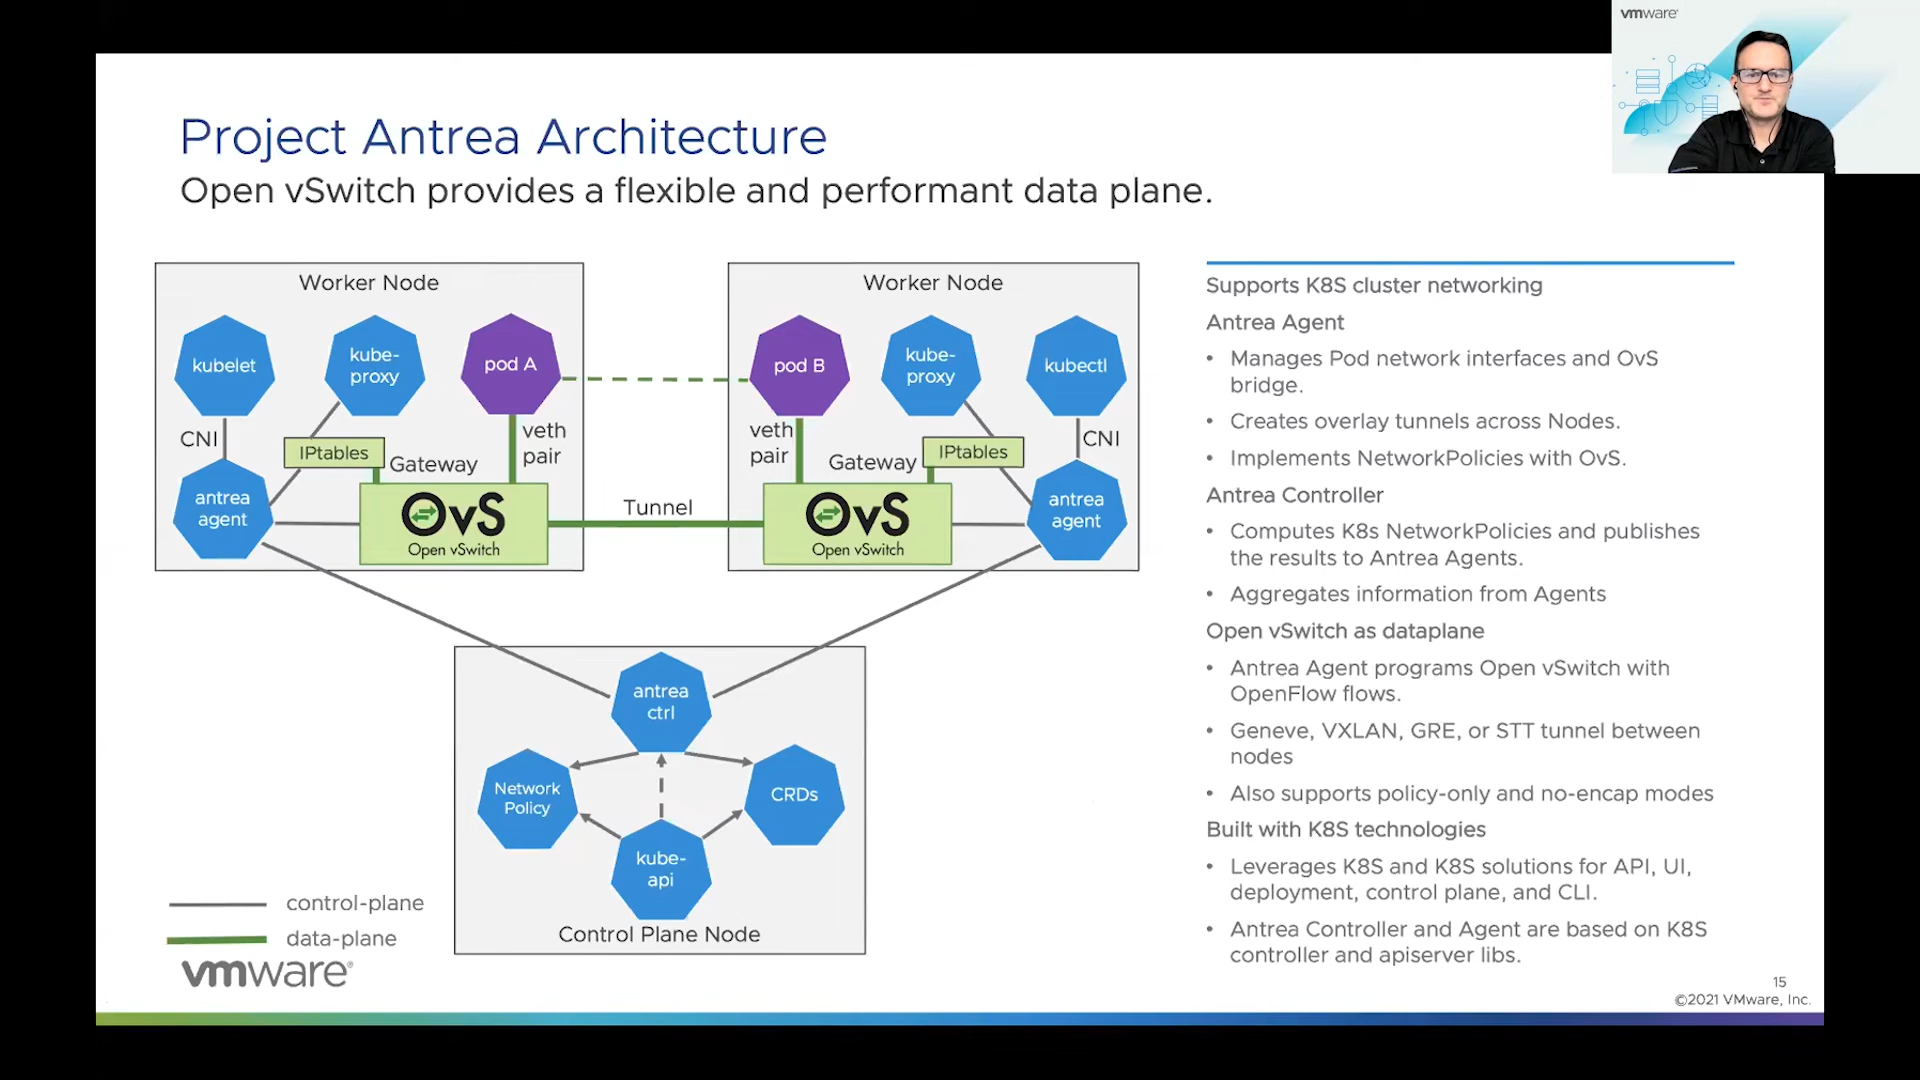 vmware
Project Antrea Architecture
Open vSwitch provides a flexible and performant data plane.
Worker Node
kubelet
kube-
proxy
pod A
CNI
IPtables
Gateway
veth
pair
antrea
agent
OvS
Open vSwitch
Tunnel
Worker Node
pod B
kube-
proxy
kubectl
veth
pair
Gateway
IPtables
CNI
OvS
Open vSwitch
antrea
agent
antrea
ctrl
Network
Policy
CRDs
kube-
api
Control Plane Node
control-plane
data-plane
vmware®
Supports K8S cluster networking
Antrea Agent
• Manages Pod network interfaces and OvS
bridge.
• Creates overlay tunnels across Nodes.
• Implements NetworkPolicies with OvS.
Antrea Controller
• Computes K8s NetworkPolicies and publishes
the results to Antrea Agents.
• Aggregates information from Agents
Open vSwitch as dataplane
• Antrea Agent programs Open vSwitch with
OpenFlow flows.
• Geneve, VXLAN, GRE, or STT tunnel between
nodes
• Also supports policy-only and no-encap modes
Built with K8S technologies
• Leverages K8S and K8S solutions for API, UI,
deployment, control plane, and CLI.
• Antrea Controller and Agent are based on K8S
controller and apiserver libs.
15
©2021 VMware, Inc.